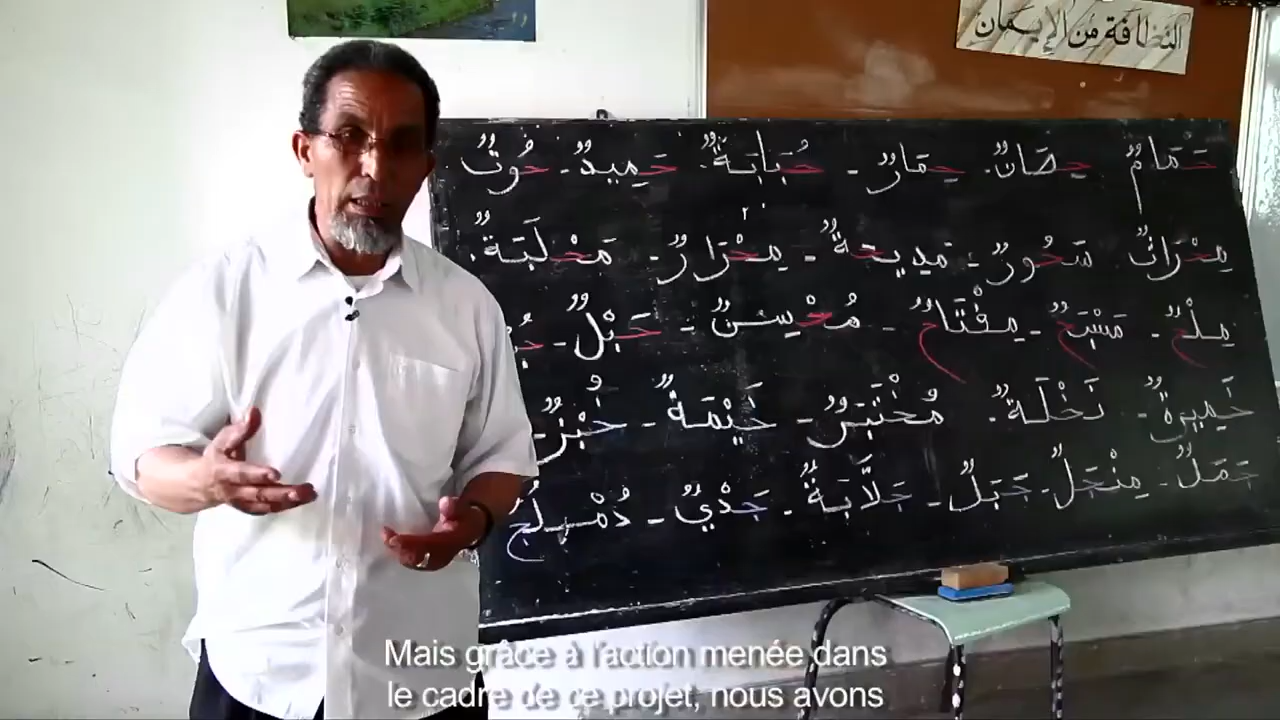 النظافة من الإيمان
حَمَامٌ حِصَانٌ. حِمَارٌ - حُبَابَةٌ. حَمِيدٌ. حُوتٌ.
مِحْرَاثٌ سَحُورٌ - مَدِيحَةٌ - مِحْرَارٌ - مَحْلَبَةٌ.
مِلْحٌ - مَسْبَحٌ - مِفْتَاحٌ - مُحْسِنٌ - حَبْلٌ -
خَمِيرَةٌ - نَخْلَةٌ. مُخْتَبَرٌ - خَيْمَةٌ - خُبْزٌ -
جَمَلٌ - مِنْجَلٌ - جَبَلٌ - جَلَّابَةٌ - جَدْيٌ - دُمْلُجٌ
Mais grâce à l'action menée dans
le cadre de ce projet, nous avons